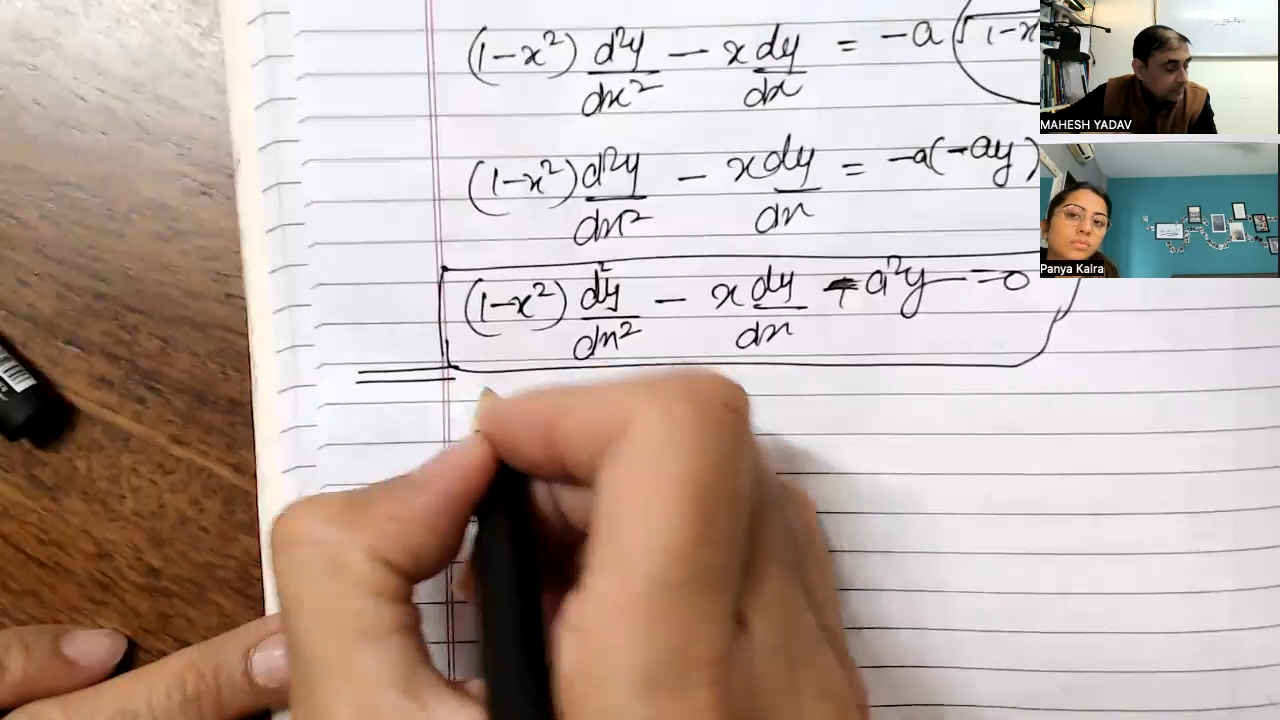 (1-x²) d²y/dx² - x dy/dx = -a (√1-x
(1-x²) d²y/dx² - x dy/dx = -a(-ay)
(1-x²) d²y/dx² - x dy/dx - a²y = 0
MAHESH YADAV
Panya Kalra